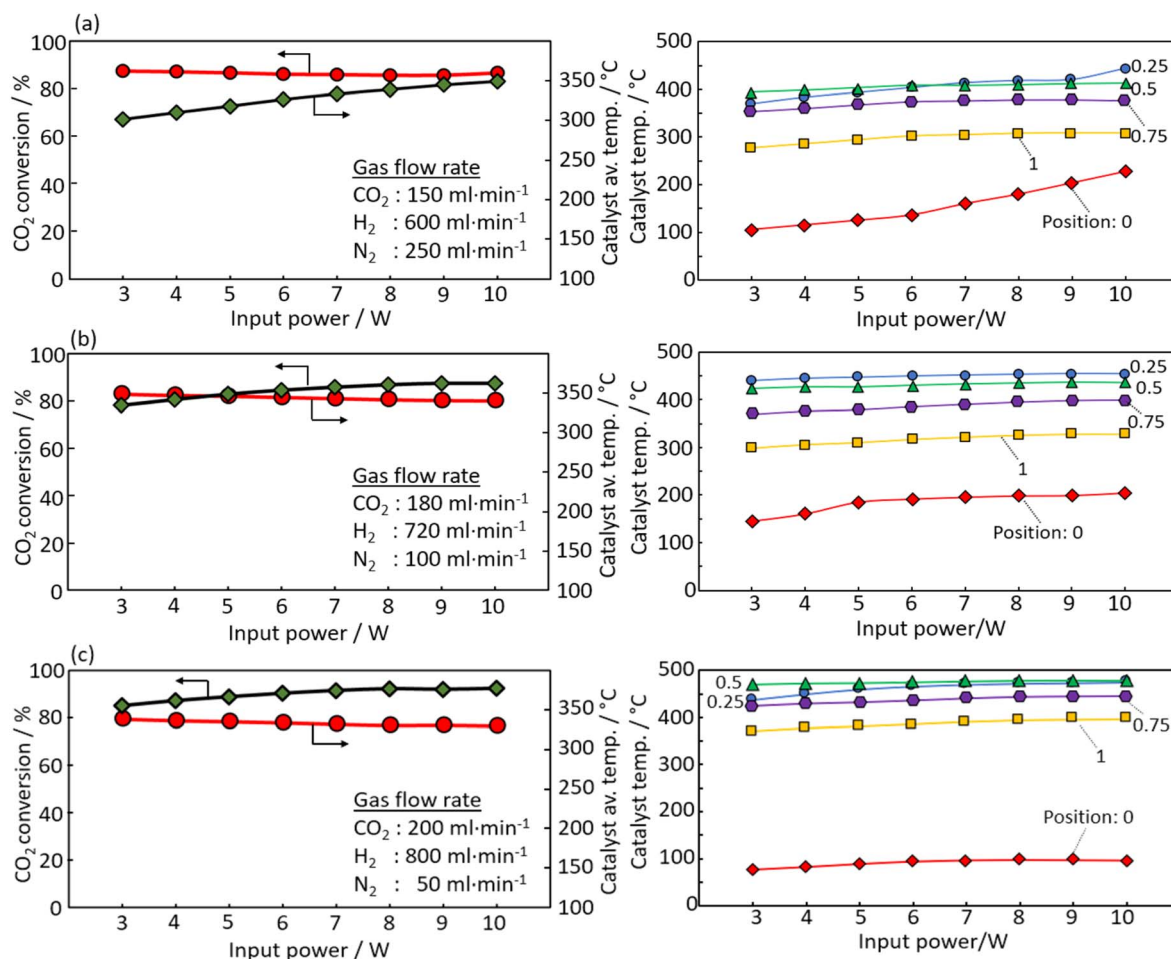 (a)
100
80
60
40
20
0
CO₂ conversion / %
350
300
250
200
150
100
Catalyst av. temp. / °C
Gas flow rate
CO₂ : 150 ml·min⁻¹
H₂ : 600 ml·min⁻¹
N₂ : 250 ml·min⁻¹
3 4 5 6 7 8 9 10
Input power / W
500
400
300
200
100
0
Catalyst temp. / °C
0.25
0.5
0.75
1
Position: 0
3 4 5 6 7 8 9 10
Input power/W
(b)
100
80
60
40
20
0
CO₂ conversion / %
350
300
250
200
150
100
Catalyst av. temp. / °C
Gas flow rate
CO₂ : 180 ml·min⁻¹
H₂ : 720 ml·min⁻¹
N₂ : 100 ml·min⁻¹
3 4 5 6 7 8 9 10
Input power / W
500
400
300
200
100
0
Catalyst temp. / °C
0.25
0.5
0.75
1
Position: 0
3 4 5 6 7 8 9 10
Input power/W
(c)
100
80
60
40
20
0
CO₂ conversion / %
350
300
250
200
150
100
Catalyst av. temp. / °C
Gas flow rate
CO₂ : 200 ml·min⁻¹
H₂ : 800 ml·min⁻¹
N₂ : 50 ml·min⁻¹
3 4 5 6 7 8 9 10
Input power / W
500
400
300
200
100
0
Catalyst temp. / °C
0.5
0.25
0.75
1
Position: 0
3 4 5 6 7 8 9 10
Input power/W